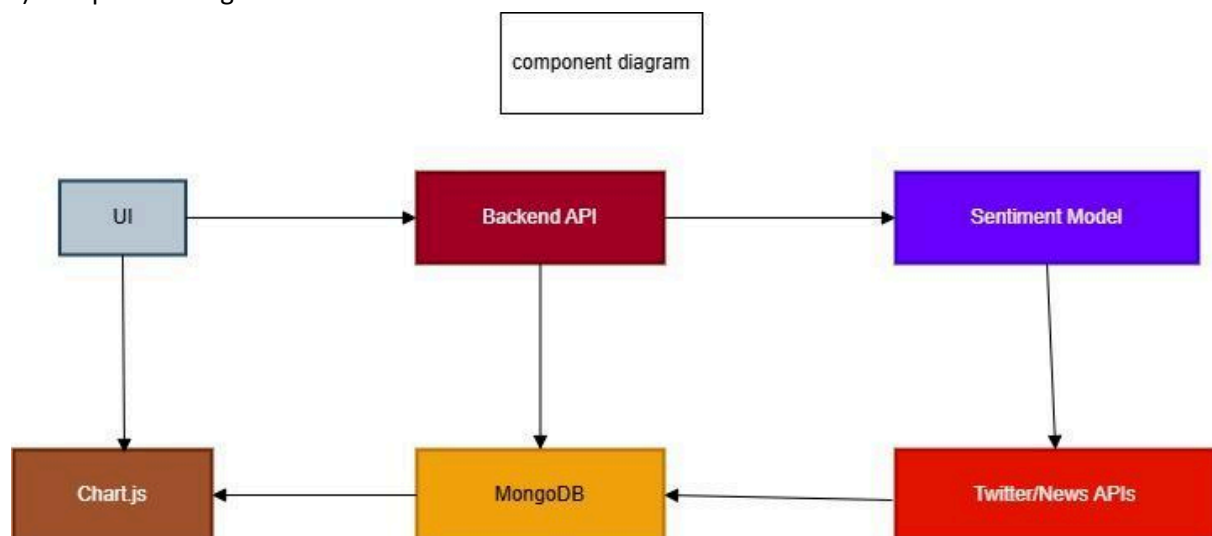 component diagram
UI
Backend API
Sentiment Model
Chart.js
MongoDB
Twitter/News APIs